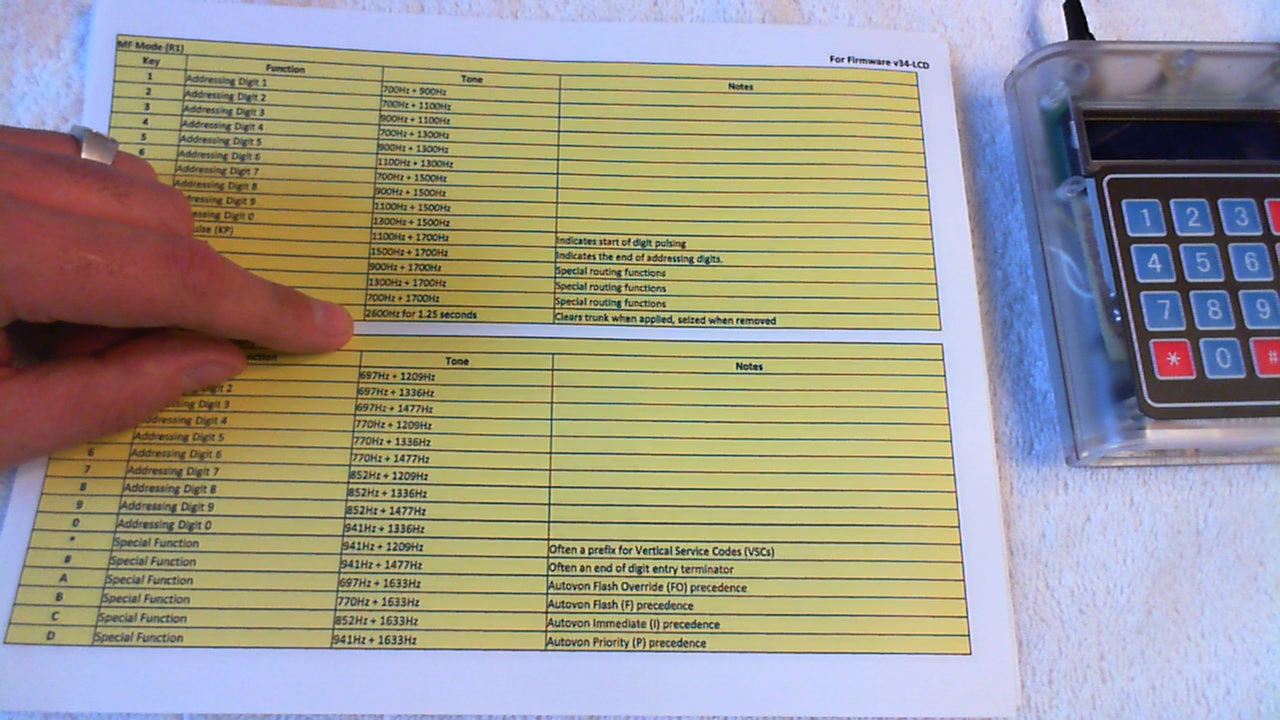 MF Mode (R1)
For Firmware v34-LCD
Key Function Tone Notes
1 Addressing Digit 1 700Hz + 900Hz
2 Addressing Digit 2 700Hz + 1100Hz
3 Addressing Digit 3 900Hz + 1100Hz
4 Addressing Digit 4 700Hz + 1300Hz
5 Addressing Digit 5 900Hz + 1300Hz
6 Addressing Digit 6 1100Hz + 1300Hz
Addressing Digit 7 700Hz + 1500Hz
Addressing Digit 8 900Hz + 1500Hz
Digit 9 1100Hz + 1500Hz
Digit 0 1300Hz + 1500Hz
(KP) 1100Hz + 1700Hz Indicates start of digit pulsing
1500Hz + 1700Hz Indicates the end of addressing digits.
900Hz + 1700Hz Special routing functions
1300Hz + 1700Hz Special routing functions
700Hz + 1700Hz Special routing functions
2600Hz for 1.25 seconds Clears trunk when applied, seized when removed
Tone Notes
697Hz + 1209Hz
2 697Hz + 1336Hz
Digit 3 697Hz + 1477Hz
Digit 4 770Hz + 1209Hz
Addressing Digit 5 770Hz + 1336Hz
6 Addressing Digit 6 770Hz + 1477Hz
7 Addressing Digit 7 852Hz + 1209Hz
8 Addressing Digit 8 852Hz + 1336Hz
9 Addressing Digit 9 852Hz + 1477Hz
0 Addressing Digit 0 941Hz + 1336Hz
* Special Function 941Hz + 1209Hz Often a prefix for Vertical Service Codes (VSCs)
# Special Function 941Hz + 1477Hz Often an end of digit entry terminator
A Special Function 697Hz + 1633Hz Autovon Flash Override (FO) precedence
B Special Function 770Hz + 1633Hz Autovon Flash (F) precedence
C Special Function 852Hz + 1633Hz Autovon Immediate (I) precedence
D Special Function 941Hz + 1633Hz Autovon Priority (P) precedence
1 2 3
4 5 6
7 8 9
* 0 #